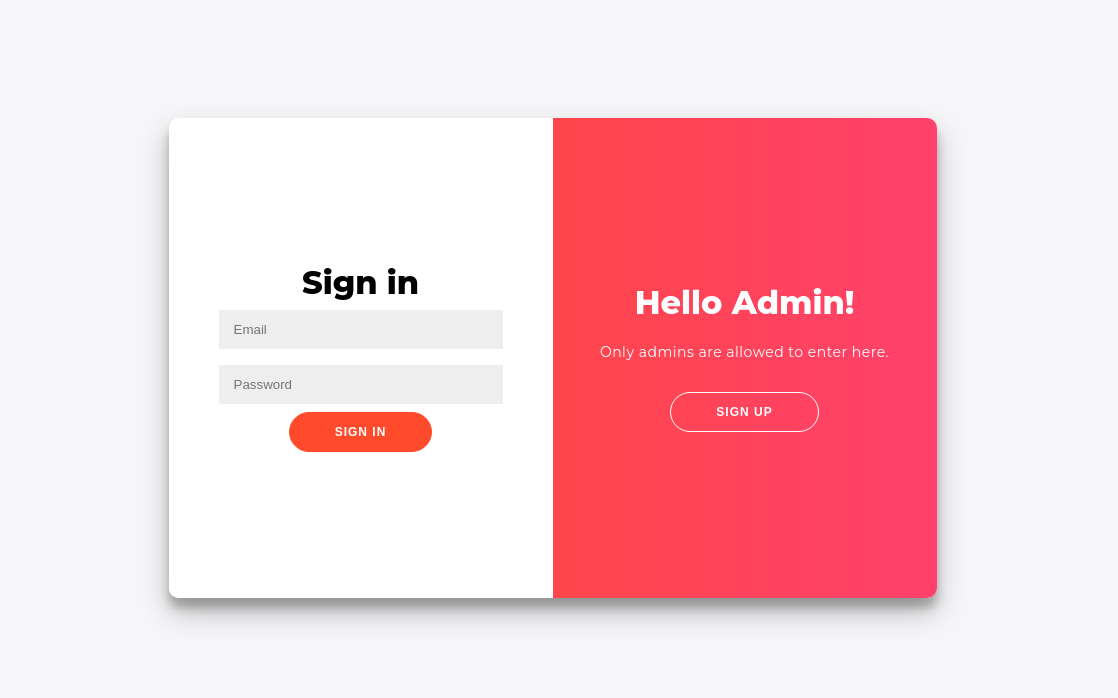 Sign in
Email
Password
SIGN IN
Hello Admin!
Only admins are allowed to enter here.
SIGN UP